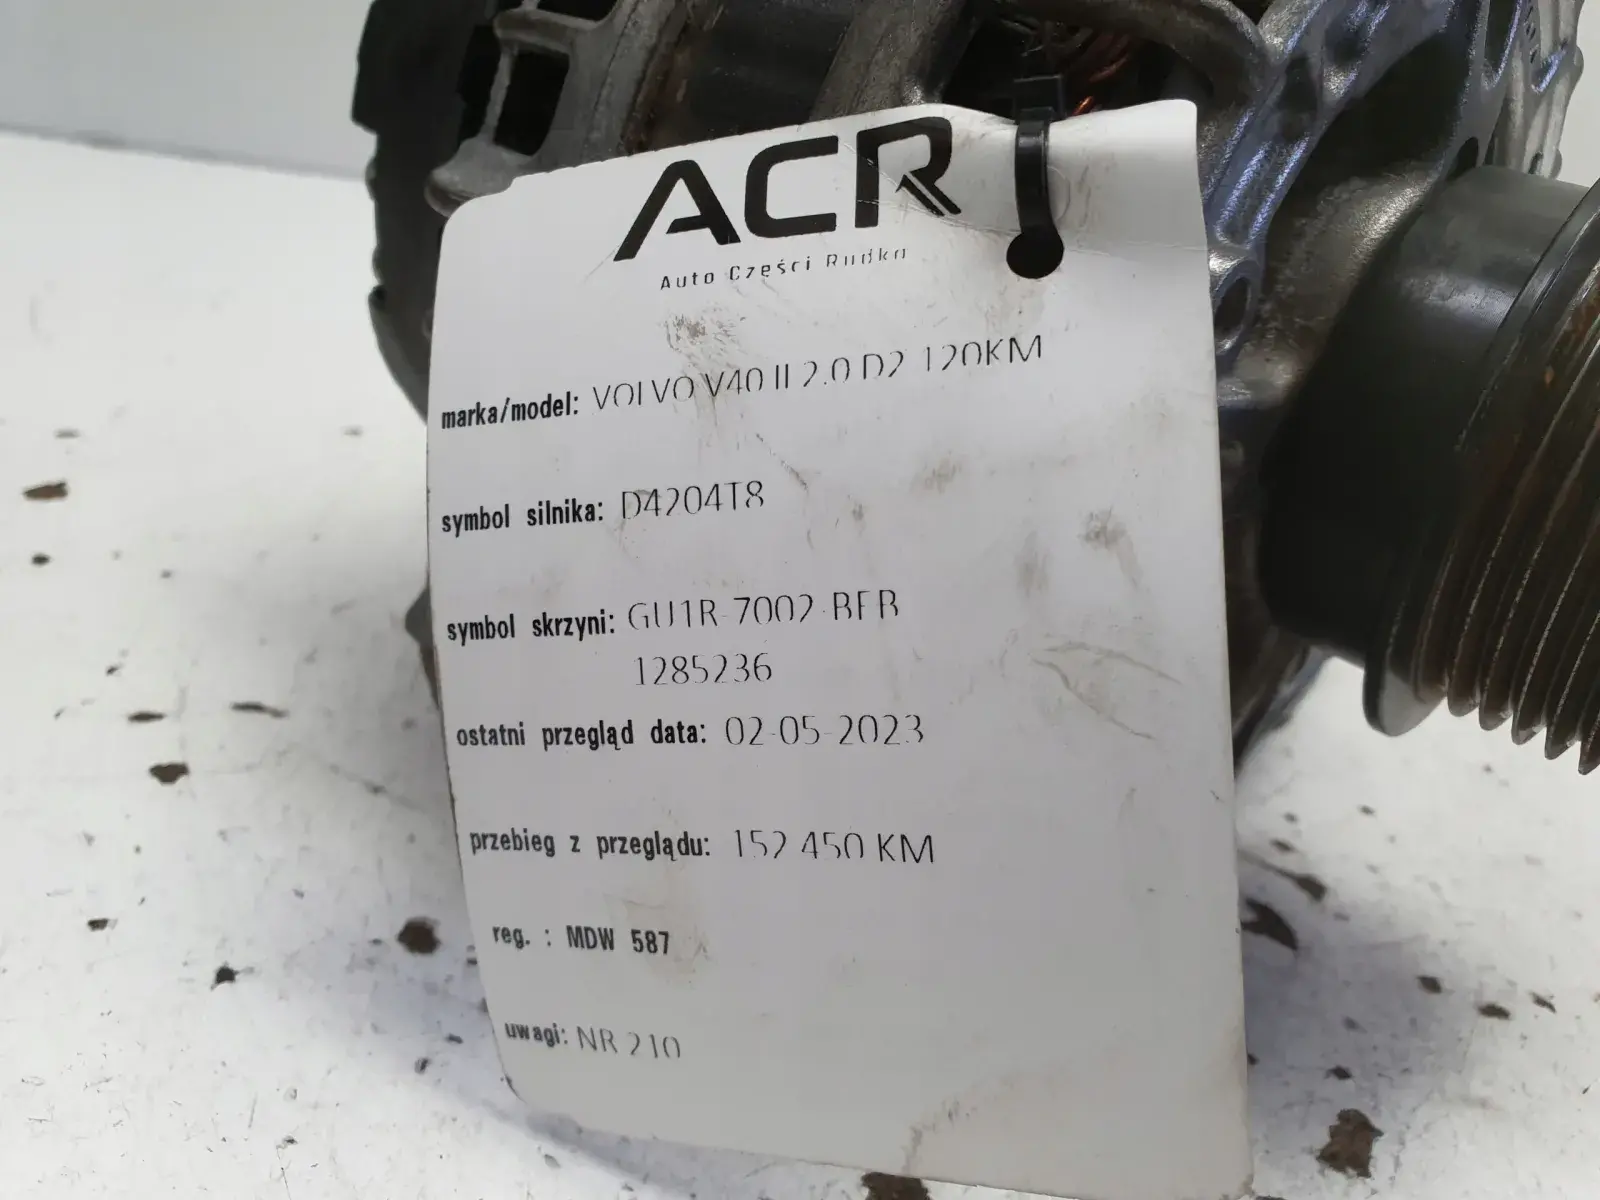 ACR
Auto Części Rudka
marka/model: VOLVO V40 II 2.0 D2 120KM
symbol silnika: D4204T8
symbol skrzyni: GU1R-7002-BFB
1285236
ostatni przegląd data: 02-05-2023
przebieg z przeglądu: 152 450 KM
reg. : MDW 587
uwagi: NR 210